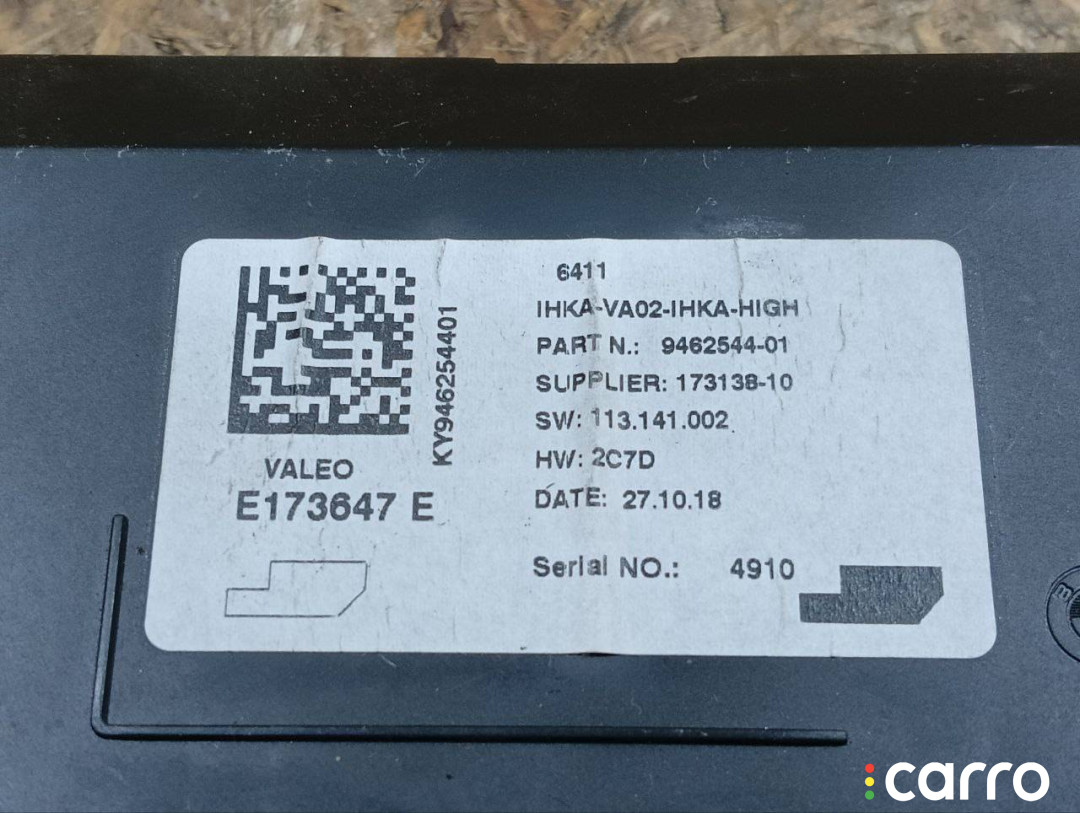 6411
IHKA-VA02-IHKA-HIGH
PART N.: 9462544-01
SUPPLIER: 173138-10
SW: 113.141.002
HW: 2C7D
DATE: 27.10.18
Serial NO.: 4910
KY946254401
VALEO
E173647 E
carro